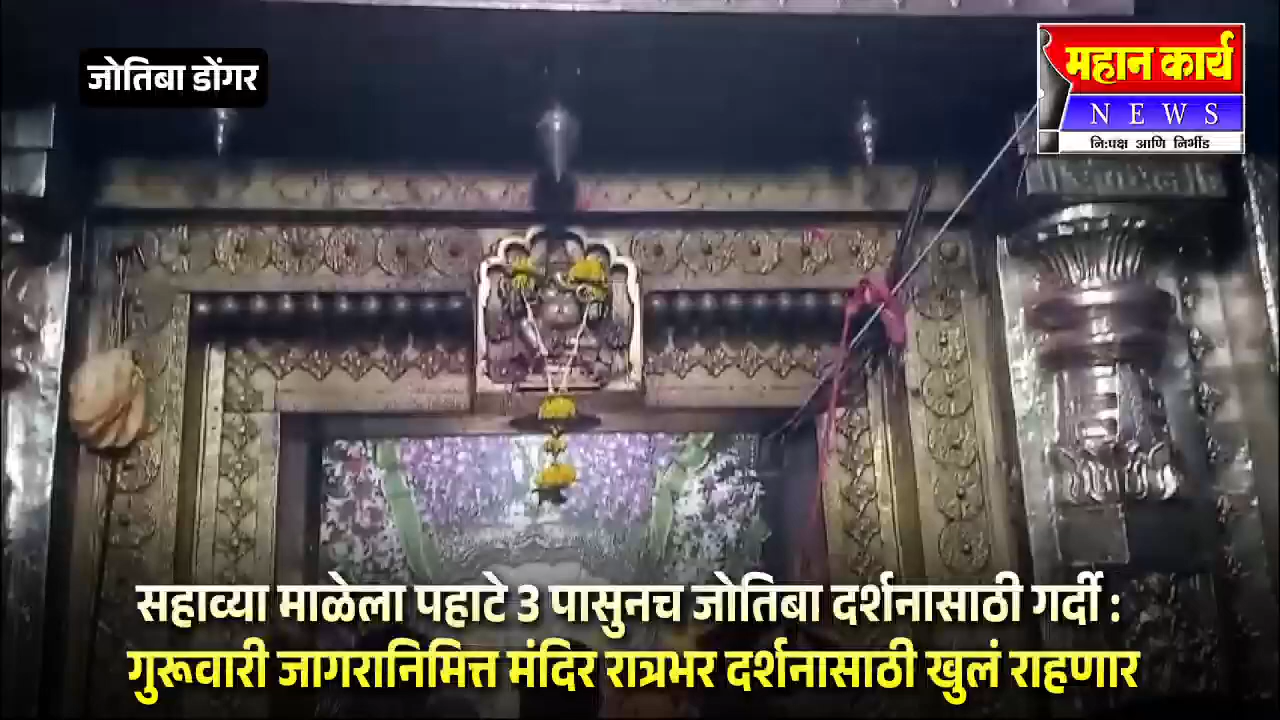 जोतिबा डोंगर
महान कार्य
NEWS
नि:पक्ष आणि निर्भीड
सहाव्या माळेला पहाटे 3 पासुनच जोतिबा दर्शनासाठी गर्दी :
गुरूवारी जागरानिमित्त मंदिर रात्रभर दर्शनासाठी खुलं राहणार